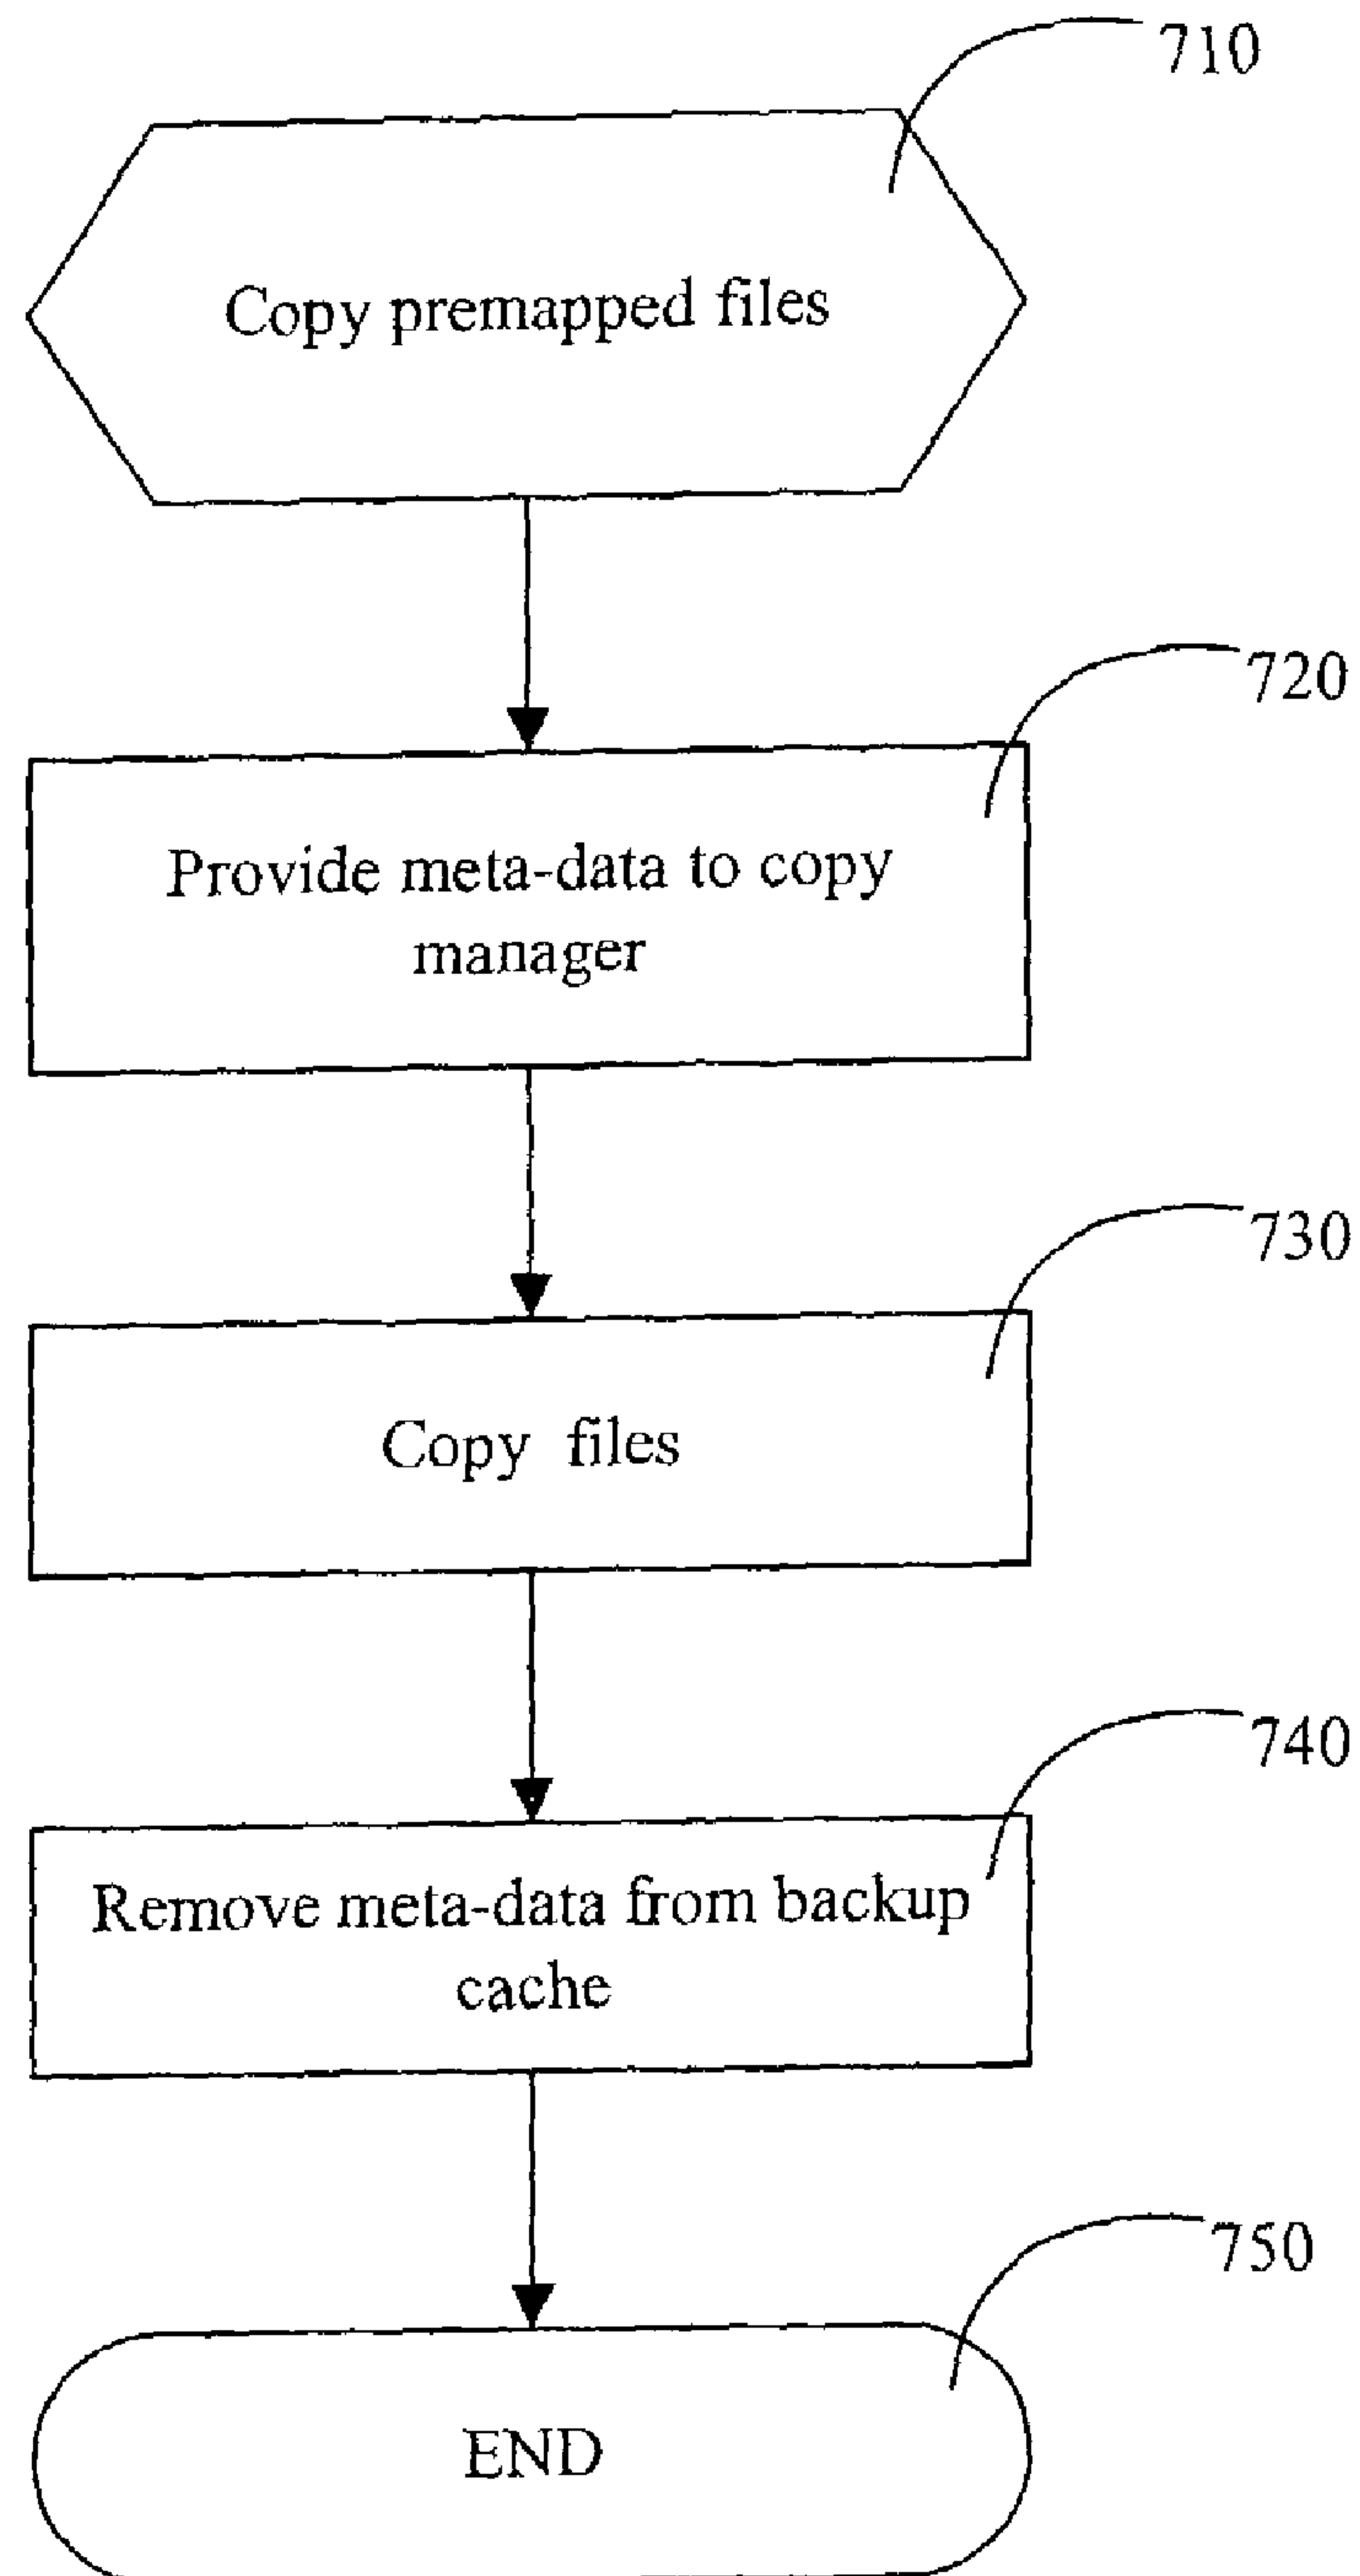 710
Copy premapped files
720
Provide meta-data to copy
manager
730
Copy files
740
Remove meta-data from backup
cache
750
END